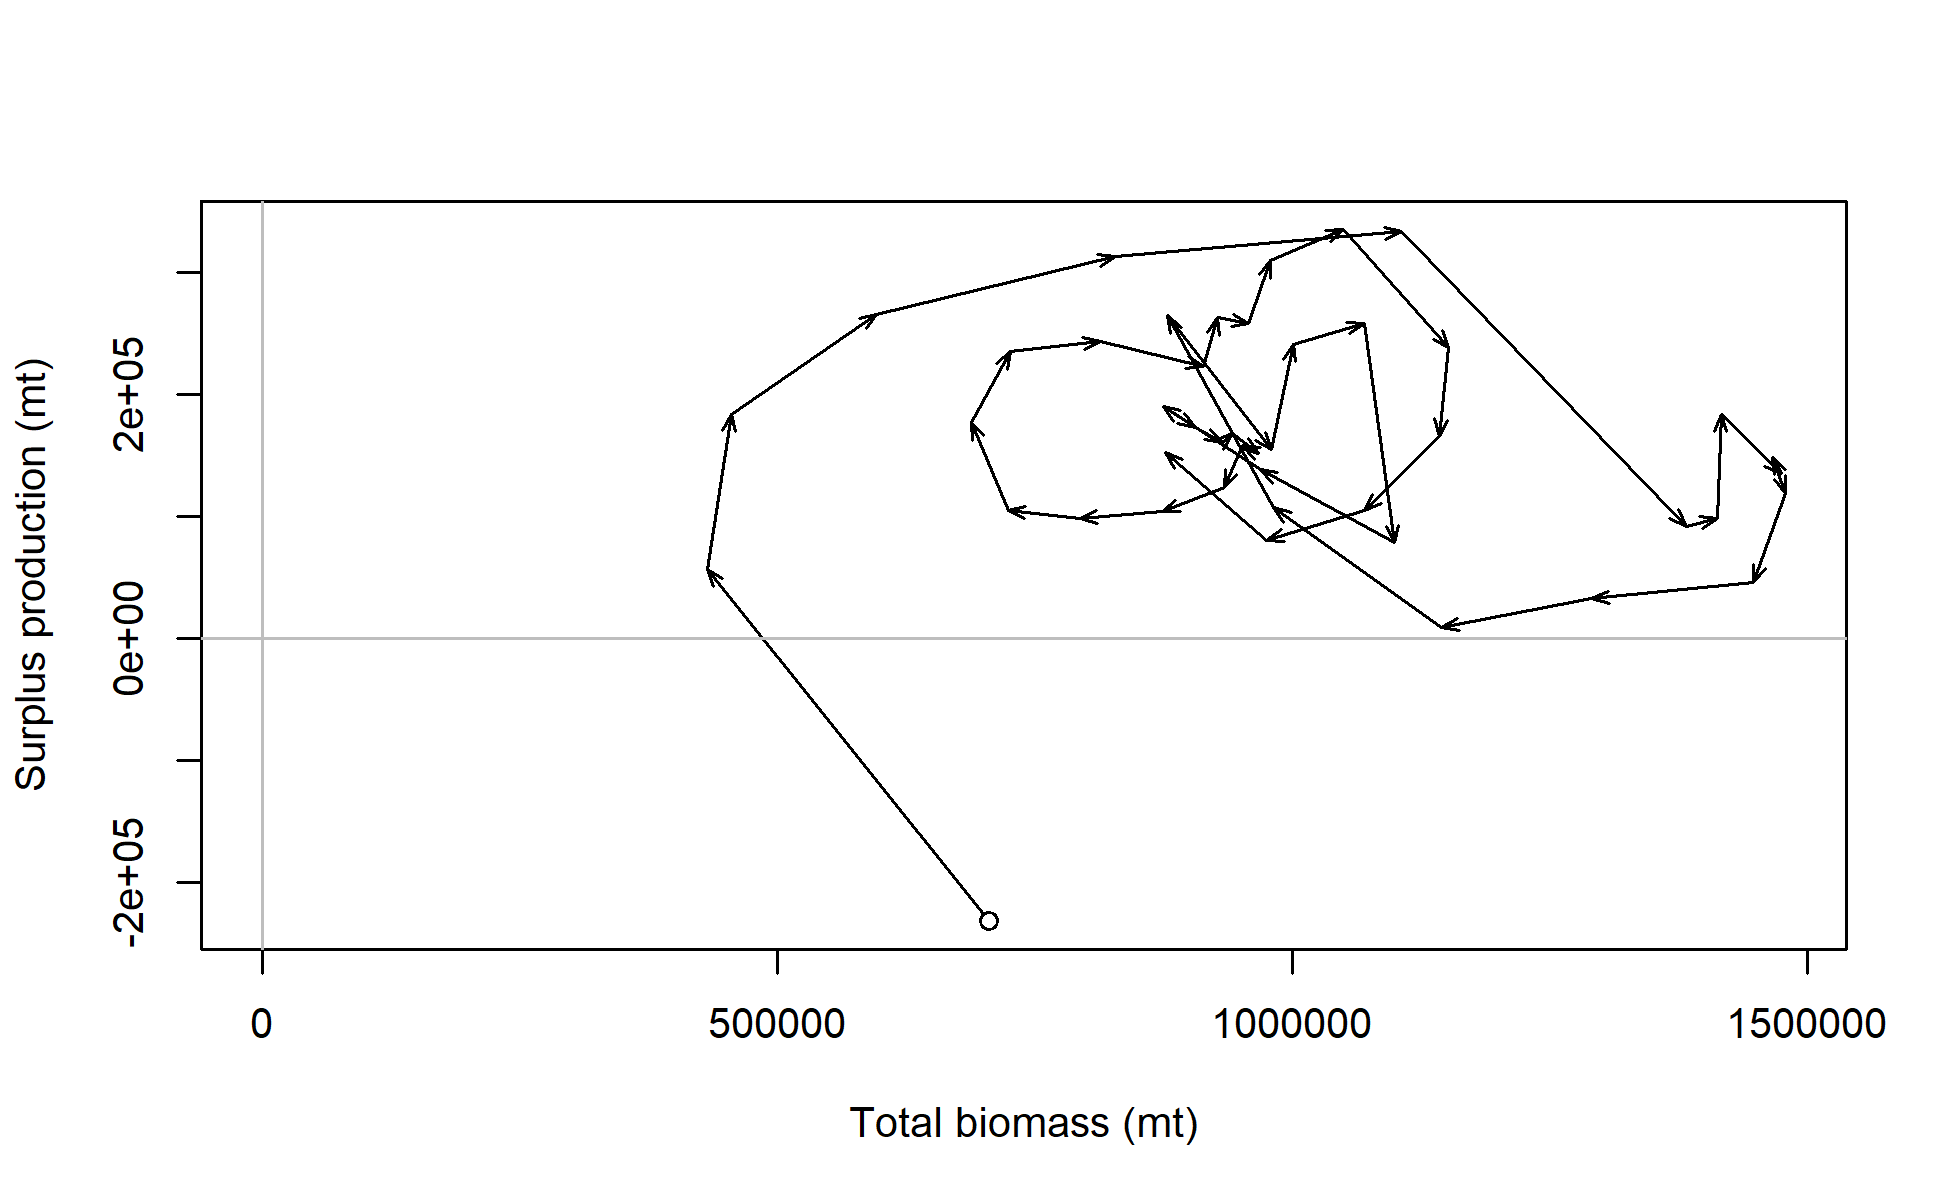 Surplus production (mt)
2e+05
0e+00
-2e+05
0 500000 1000000 1500000
Total biomass (mt)